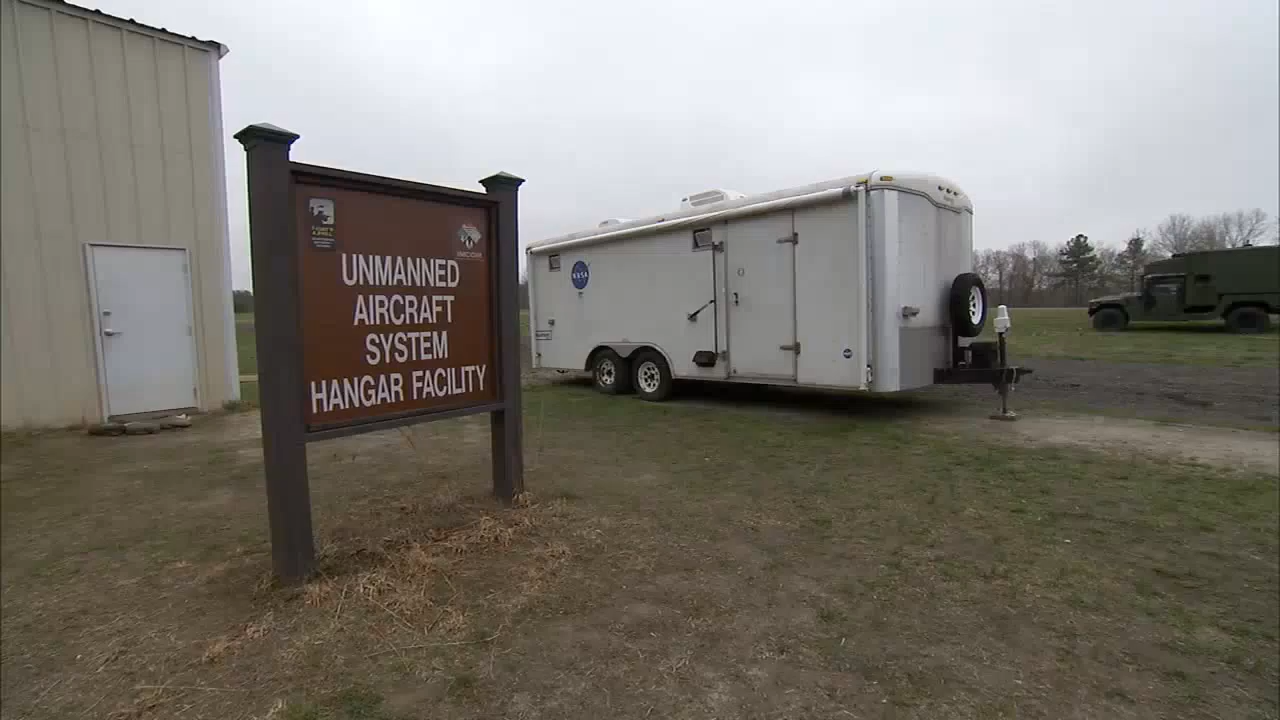 UNMANNED
AIRCRAFT
SYSTEM
HANGAR FACILITY
NASA